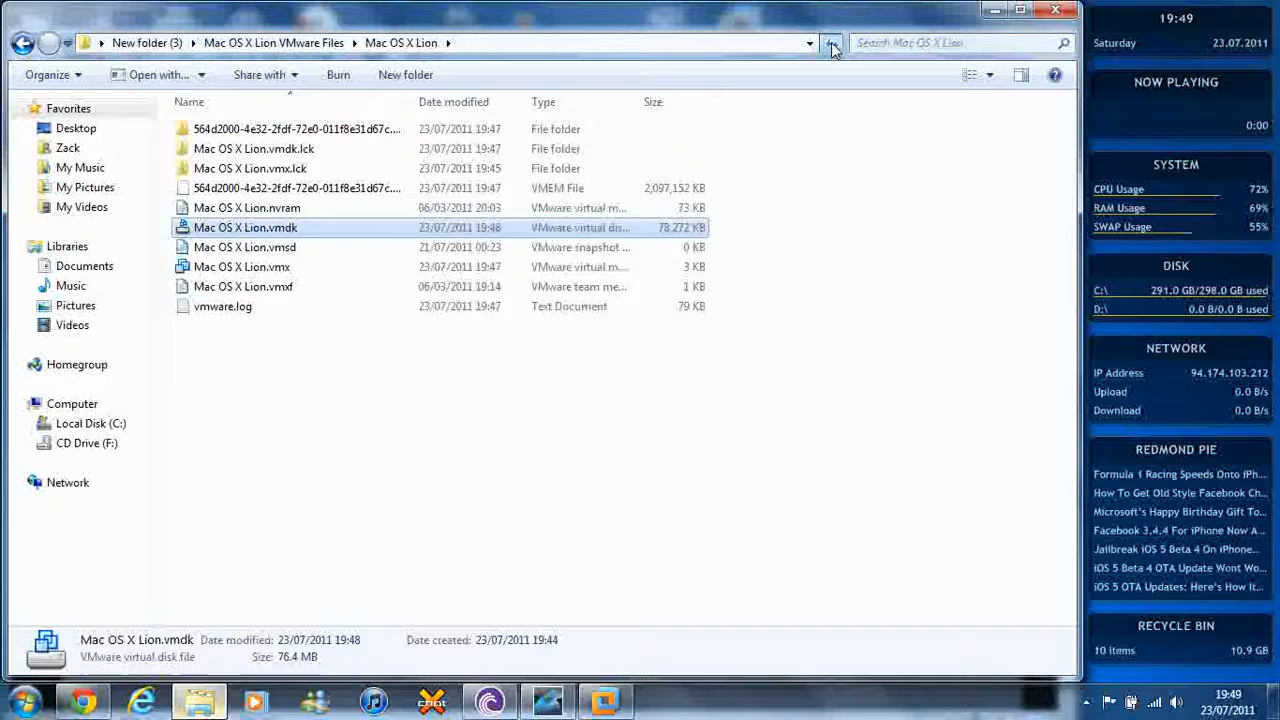 19:49
Saturday 23.07.2011
New folder (3) Mac OS X Lion VMware Files Mac OS X Lion
Search Mac OS X Lion
Organize Open with... Share with Burn New folder
Name Date modified Type Size
Favorites
Desktop
Zack
My Music
My Pictures
My Videos
Libraries
Documents
Music
Pictures
Videos
Homegroup
Computer
Local Disk (C:)
CD Drive (F:)
Network
564d2000-4e32-2fdf-72e0-011f8e31d67c.... 23/07/2011 19:47 File folder
Mac OS X Lion.vmdk.lck 23/07/2011 19:47 File folder
Mac OS X Lion.vmx.lck 23/07/2011 19:45 File folder
564d2000-4e32-2fdf-72e0-011f8e31d67c.... 23/07/2011 19:47 VMEM File 2,097,152 KB
Mac OS X Lion.nvram 06/03/2011 20:03 VMware virtual m... 73 KB
Mac OS X Lion.vmdk 23/07/2011 19:48 VMware virtual dis... 78,272 KB
Mac OS X Lion.vmsd 21/07/2011 00:23 VMware snapshot ... 0 KB
Mac OS X Lion.vmx 23/07/2011 19:47 VMware virtual m... 3 KB
Mac OS X Lion.vmxf 06/03/2011 19:14 VMware team me... 1 KB
vmware.log 23/07/2011 19:47 Text Document 79 KB
Mac OS X Lion.vmdk Date modified: 23/07/2011 19:48 Date created: 23/07/2011 19:44
VMware virtual disk file Size: 76.4 MB
NOW PLAYING
0:00
SYSTEM
CPU Usage 72%
RAM Usage 69%
SWAP Usage 55%
DISK
C:\ 291.0 GB/298.0 GB used
D:\ 0.0 B/0.0 B used
NETWORK
IP Address 94.174.103.212
Upload 0.0 B/s
Download 0.0 B/s
REDMOND PIE
Formula 1 Racing Speeds Onto iPh...
How To Get Old Style Facebook Ch...
Microsoft's Happy Birthday Gift To...
Facebook 3.4.4 For iPhone Now A...
Jailbreak iOS 5 Beta 4 On iPhone...
iOS 5 Beta 4 OTA Update Wont Wo...
iOS 5 OTA Updates: Here's How It...
RECYCLE BIN
10 items 10.9 GB
chat
19:49
23/07/2011